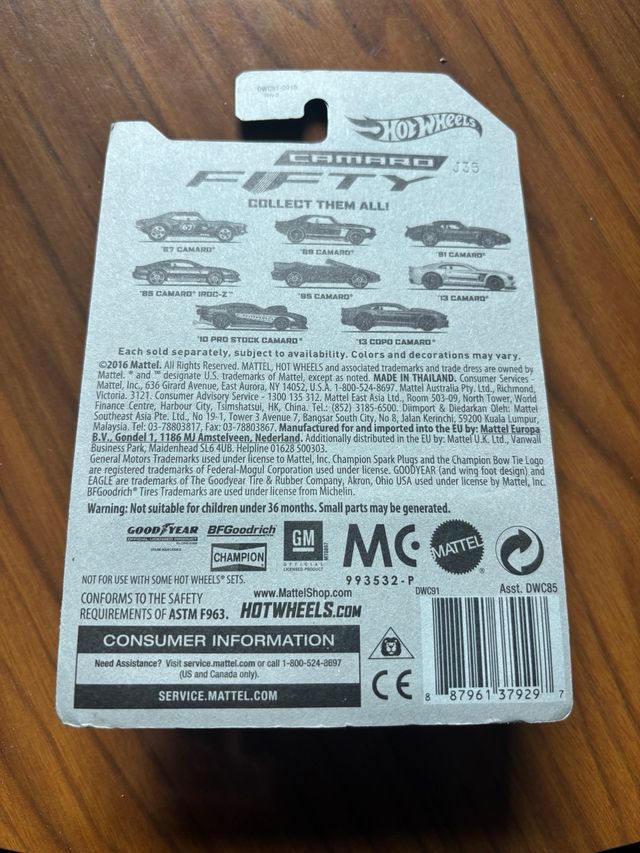 DWC91-0015
HOT WHEELS
CAMARO
FIFTY J35
COLLECT THEM ALL!
67
'67 CAMARO® '69 CAMARO® '81 CAMARO®
'85 CAMARO® IROC-Z™ '95 CAMARO® '13 CAMARO®
'10 PRO STOCK CAMARO® '13 COPO CAMARO®
Each sold separately, subject to availability. Colors and decorations may vary.
©2016 Mattel. All Rights Reserved. MATTEL, HOT WHEELS and associated trademarks and trade dress are owned by
Mattel. ® and ™ designate U.S. trademarks of Mattel, except as noted. MADE IN THAILAND. Consumer Services -
Mattel, Inc., 636 Girard Avenue, East Aurora, NY 14052, U.S.A. 1-800-524-8697. Mattel Australia Pty. Ltd., Richmond,
Victoria. 3121. Consumer Advisory Service - 1300 135 312. Mattel East Asia Ltd., Room 503-09, North Tower, World
Finance Centre, Harbour City, Tsimshatsui, HK, China. Tel.: (852) 3185-6500. Diimport & Diedarkan Oleh: Mattel
Southeast Asia Pte. Ltd., No 19-1, Tower 3 Avenue 7, Bangsar South City, No 8, Jalan Kerinchi, 59200 Kuala Lumpur,
Malaysia. Tel: 03-78803817, Fax: 03-78803867. Manufactured for and imported into the EU by: Mattel Europa
B.V., Gondel 1, 1186 MJ Amstelveen, Nederland. Additionally distributed in the EU by: Mattel U.K. Ltd., Vanwall
Business Park, Maidenhead SL6 4UB. Helpline 01628 500303.
General Motors Trademarks used under license to Mattel, Inc. Champion Spark Plugs and the Champion Bow Tie Logo
are registered trademarks of Federal-Mogul Corporation used under license. GOODYEAR (and wing foot design) and
EAGLE are trademarks of The Goodyear Tire & Rubber Company, Akron, Ohio USA used under license by Mattel, Inc.
BFGoodrich® Tires Trademarks are used under license from Michelin.
Warning: Not suitable for children under 36 months. Small parts may be generated.
GOODYEAR BFGoodrich
OFFICIAL LICENSED PRODUCT
CHAMPION
GM
OFFICIAL
LICENSED PRODUCT
MC
993532-P
MATTEL®
NOT FOR USE WITH SOME HOT WHEELS® SETS.
CONFORMS TO THE SAFETY
REQUIREMENTS OF ASTM F963.
www.MattelShop.com
HOTWHEELS.COM
DWC91 Asst. DWC85
CONSUMER INFORMATION
Need Assistance? Visit service.mattel.com or call 1-800-524-8697
(US and Canada only).
SERVICE.MATTEL.COM
CE
8 87961 37929 7